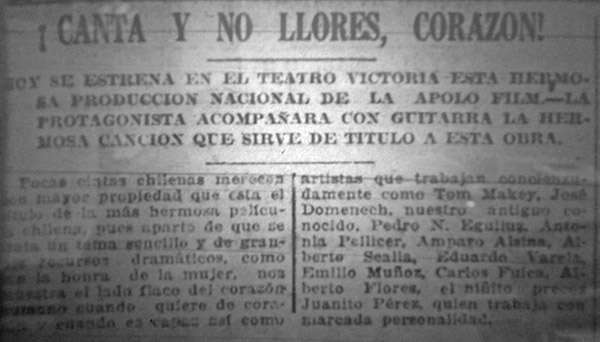 ¡CANTA Y NO LLORES, CORAZON!
HOY SE ESTRENA EN EL TEATRO VICTORIA ESTA HERMO-
SA PRODUCCION NACIONAL DE LA APOLO FILM.—LA
PROTAGONISTA ACOMPAÑARA CON GUITARRA LA HER-
MOSA CANCION QUE SIRVE DE TITULO A ESTA OBRA.
Pocas cintas chilenas merecen
con mayor propiedad que esta el
título de la más hermosa pelícu-
la chilena, pues aparte de que se
trata un tema sencillo y de gran-
des recursos dramáticos, como
en la honra de la mujer, nos
muestra el lado flaco del corazón
humano cuando quiere de cora-
y cuando es capaz así como
artistas que trabajan concienzu-
damente como Tom Makey, José
Domenech, nuestro antiguo co-
nocido, Pedro N. Eguiluz, Anto-
nia Pellicer, Amparo Alsina, Al-
berto Scalia, Eduardo Varela,
Emilio Muñoz, Carlos Fuica, Al-
berto Flores, el niñito
Juanito Pérez, quien trabaja con
marcada personalidad.